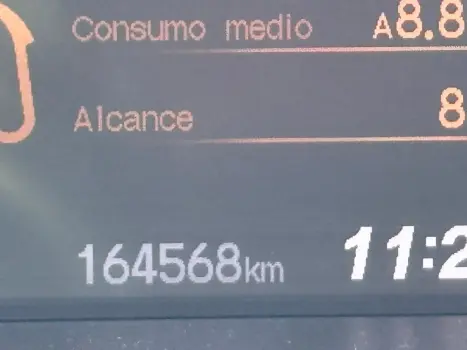 Consumo medio A8.8
Alcance 8
164568km 11:2